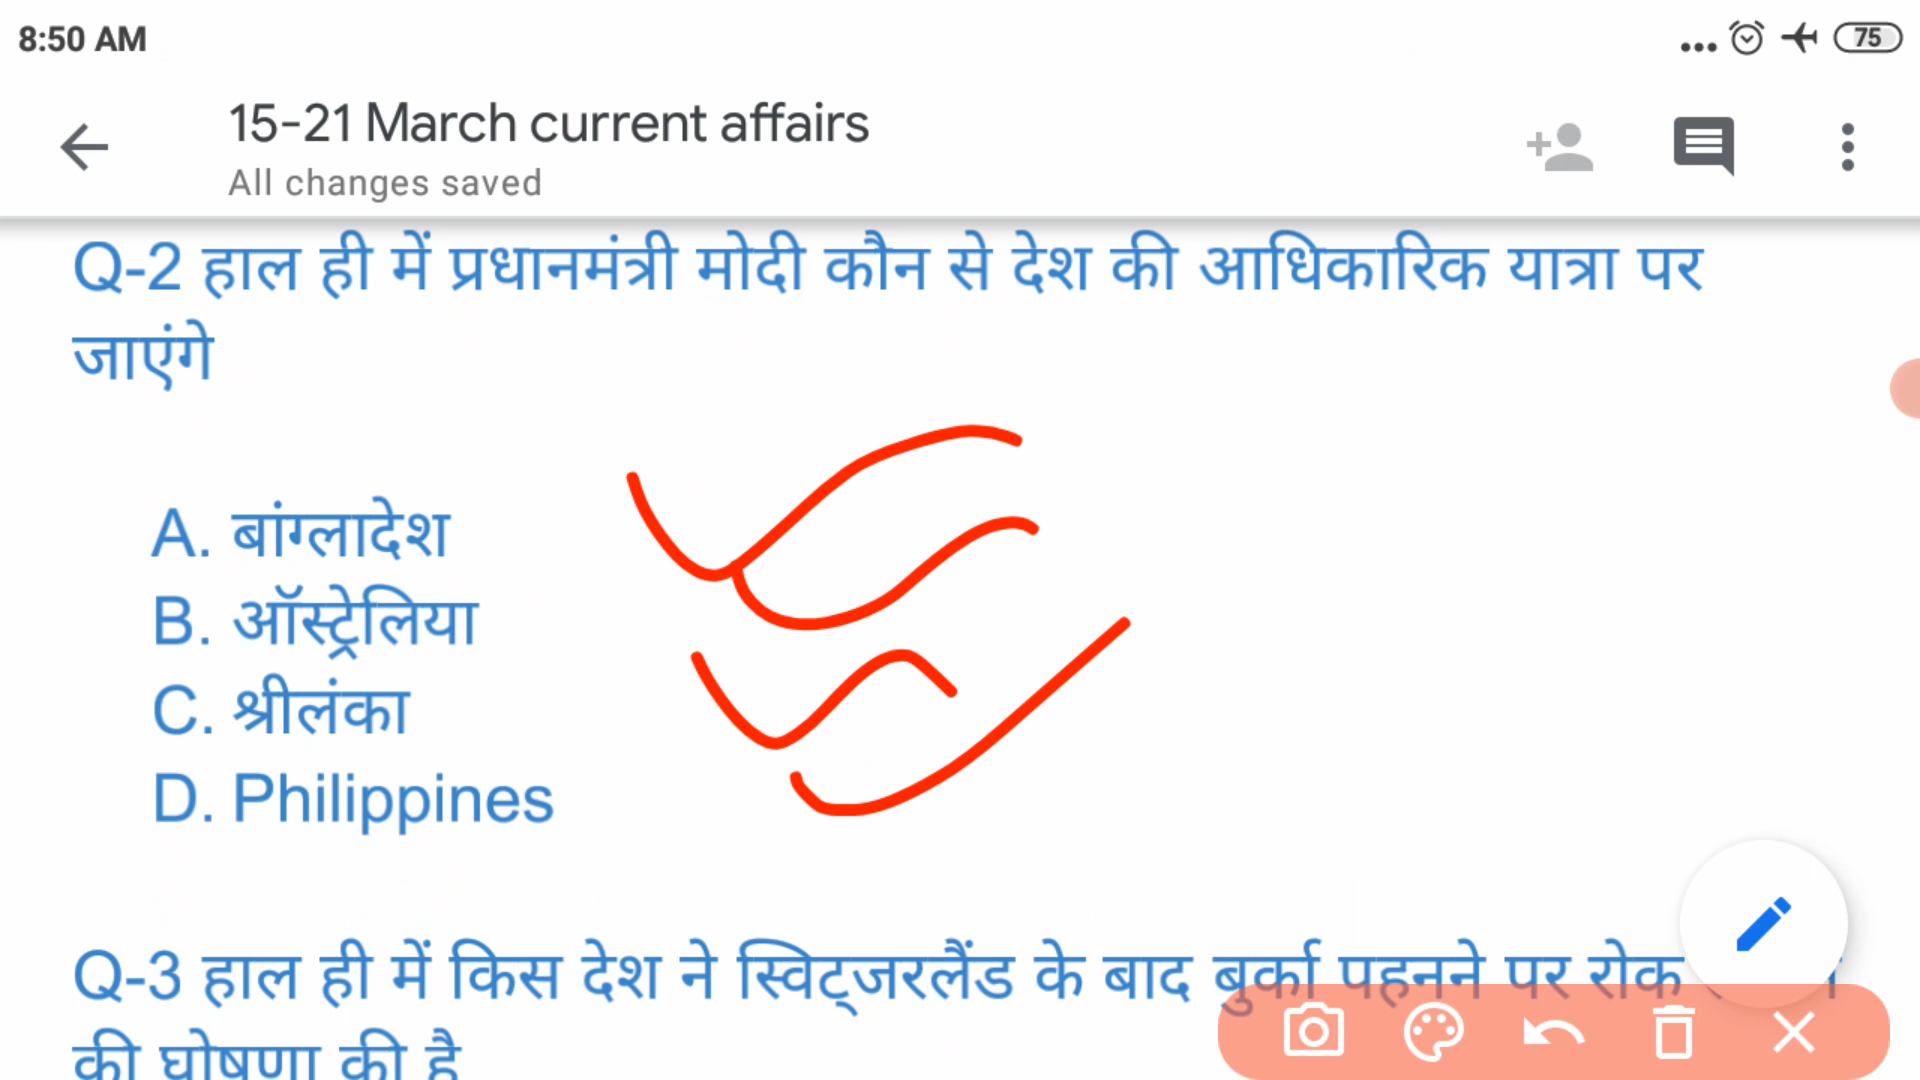 8:50 AM
75
15-21 March current affairs
All changes saved
Q-2 हाल ही में प्रधानमंत्री मोदी कौन से देश की आधिकारिक यात्रा पर
जाएंगे
A. बांग्लादेश
B. ऑस्ट्रेलिया
C. श्रीलंका
D. Philippines
Q-3 हाल ही में किस देश ने स्विट्जरलैंड के बाद बुर्का पहनने पर रोक
की घोषणा की है